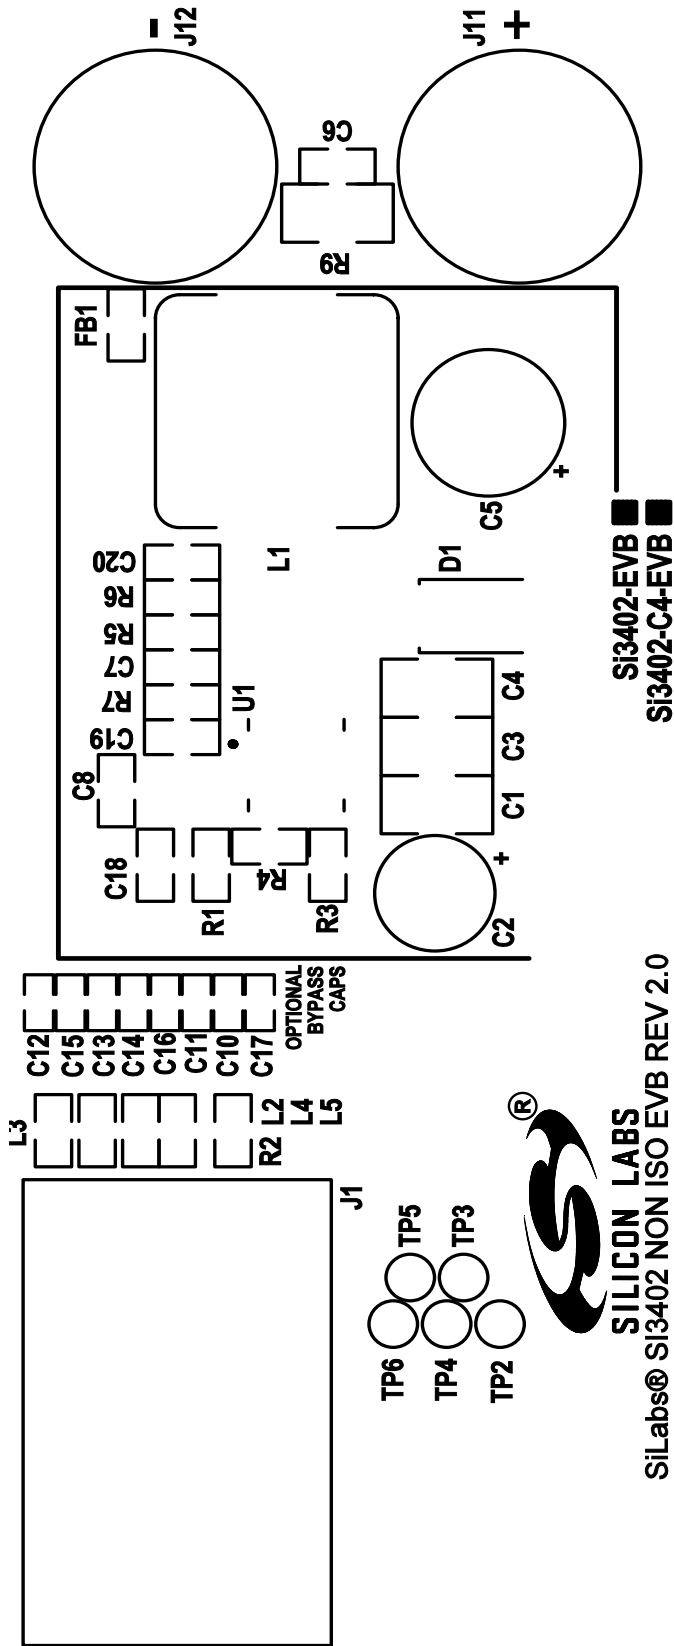 -
J12
J11
+
C6
R9
FB1
C5
+
L1
D1
C20
R6
R5
C7
R7
C19
U1
C4
C3
C1
C8
C18
R1
R4
R3
+
C2
Si3402-EVB
Si3402-C4-EVB
OPTIONAL
BYPASS
CAPS
C12
C15
C13
C14
C16
C11
C10
C17
L3
L2
L4
L5
R2
J1
TP5
TP3
TP6
TP4
TP2
®
SILICON LABS
SiLabs® SI3402 NON ISO EVB REV 2.0